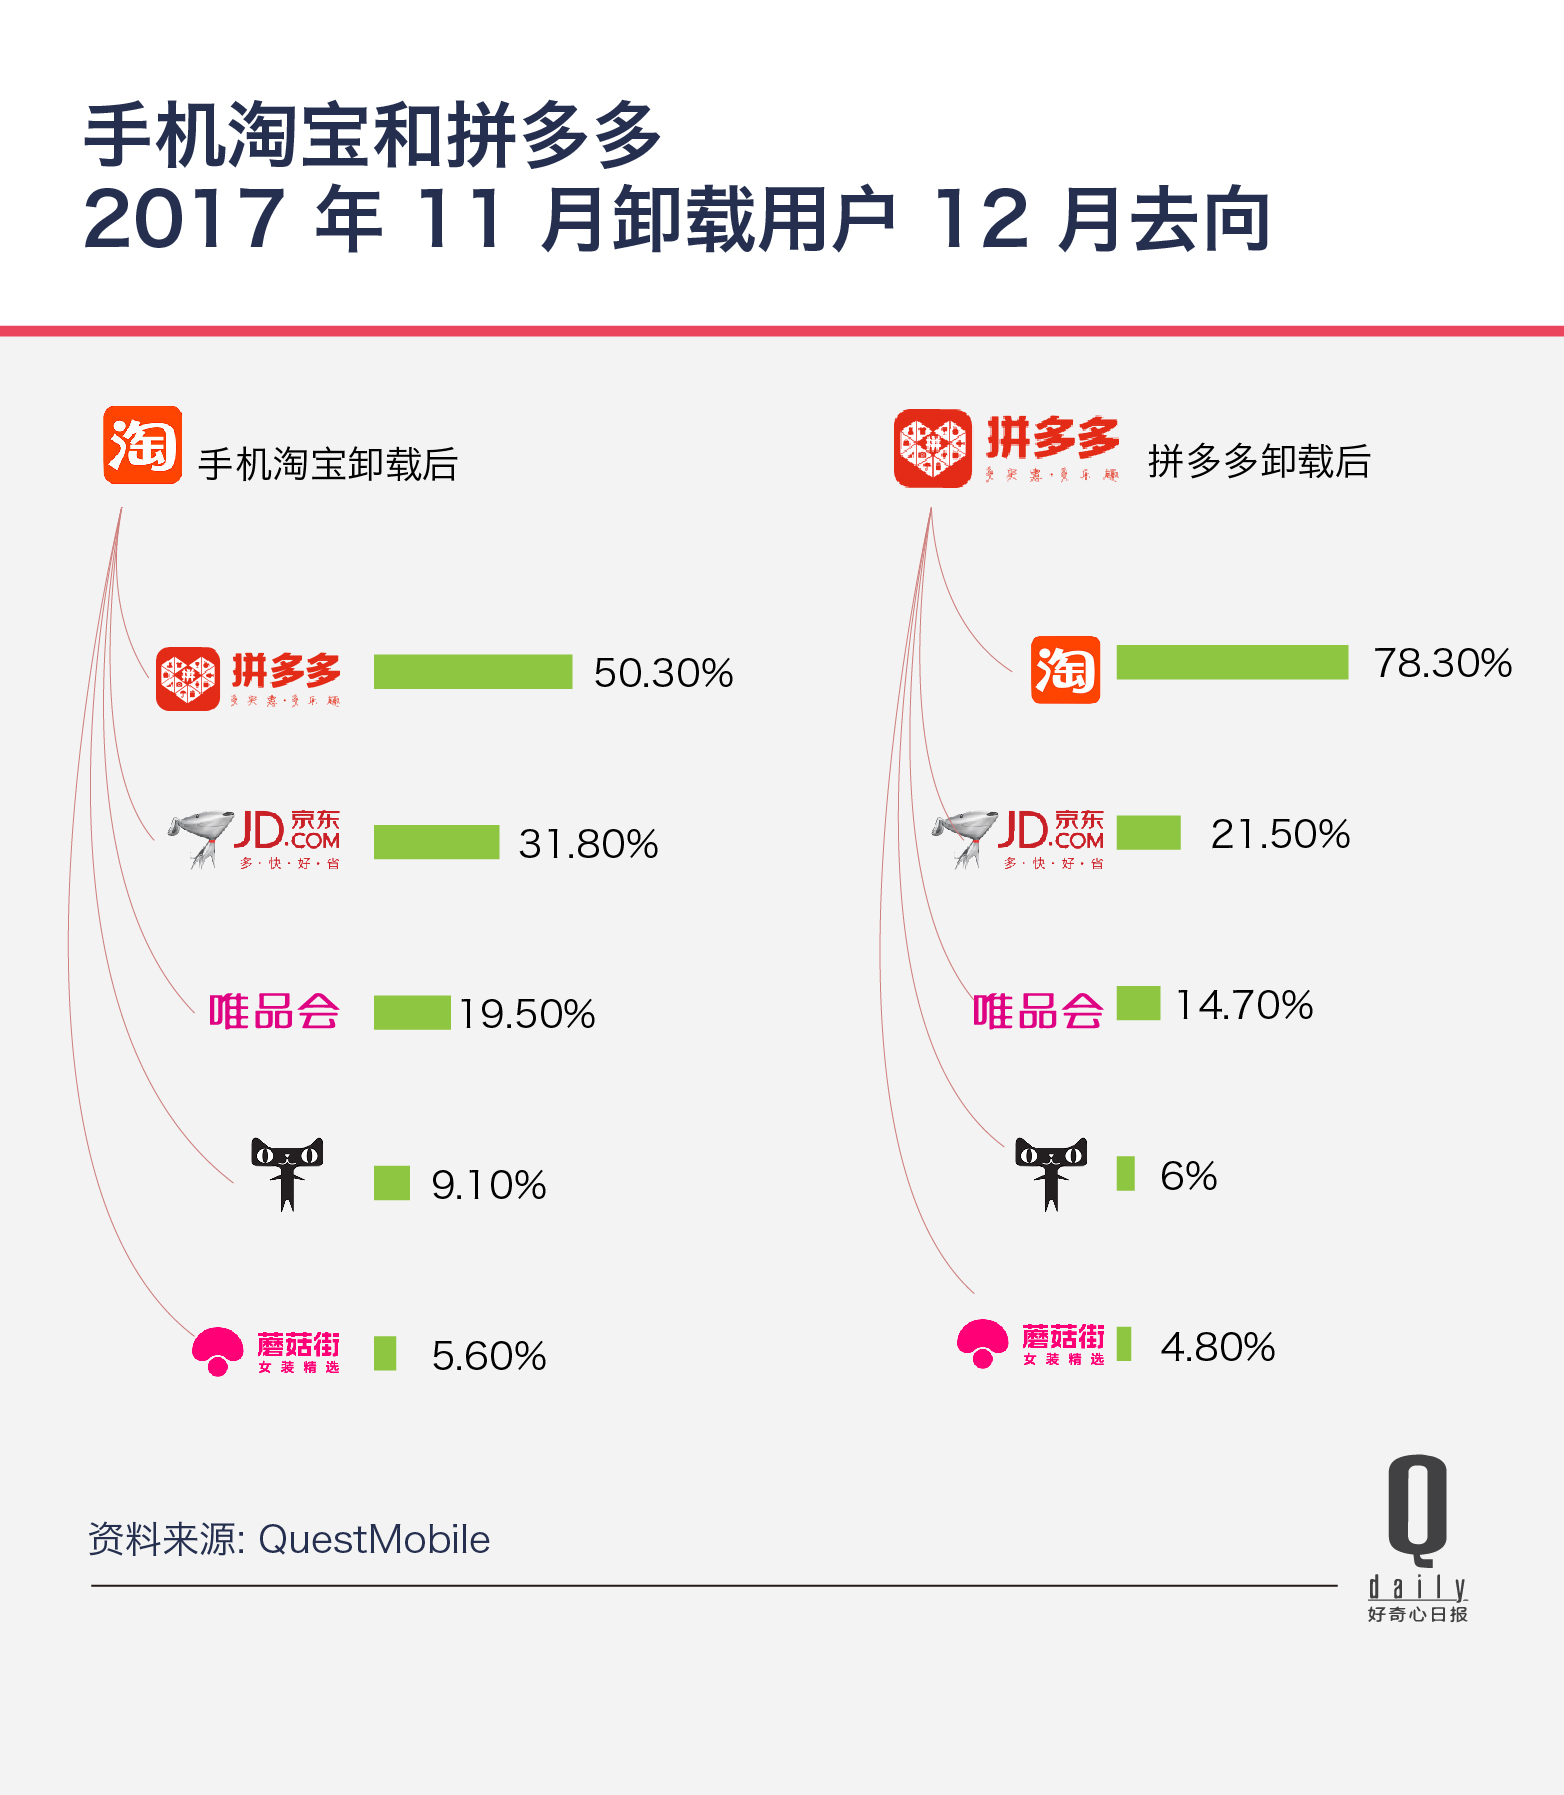 手机淘宝和拼多多
2017 年 11 月卸载用户 12 月去向
淘 手机淘宝卸载后
拼 拼多多
拼多多卸载后
拼 拼多多
50.30%
JD.COM 京东
多·快·好·省
31.80%
唯品会 19.50%
9.10%
蘑菇街
女装精选
5.60%
淘 78.30%
JD.COM 京东
多·快·好·省
21.50%
唯品会 14.70%
6%
蘑菇街
女装精选
4.80%
资料来源: QuestMobile
Q
daily
好奇心日报